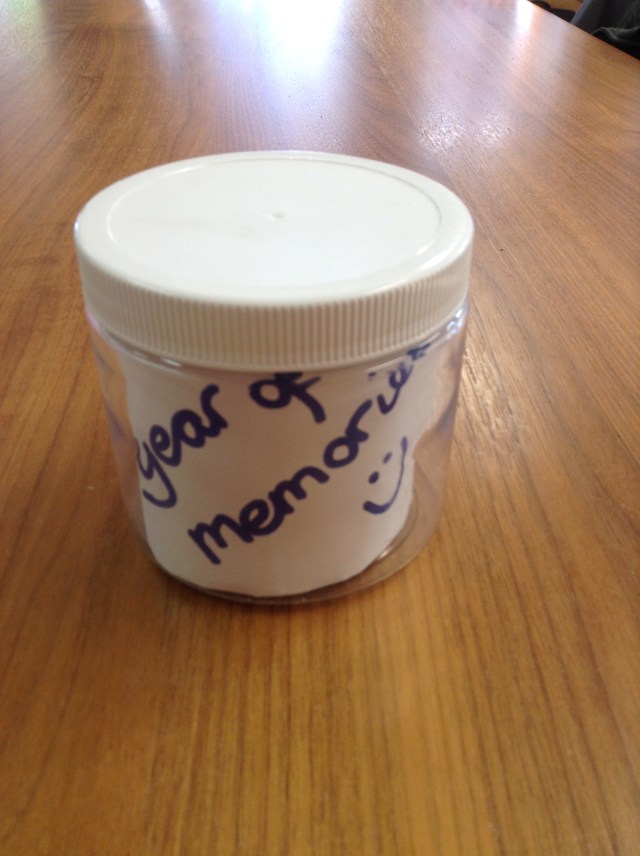 year of
memories
:)